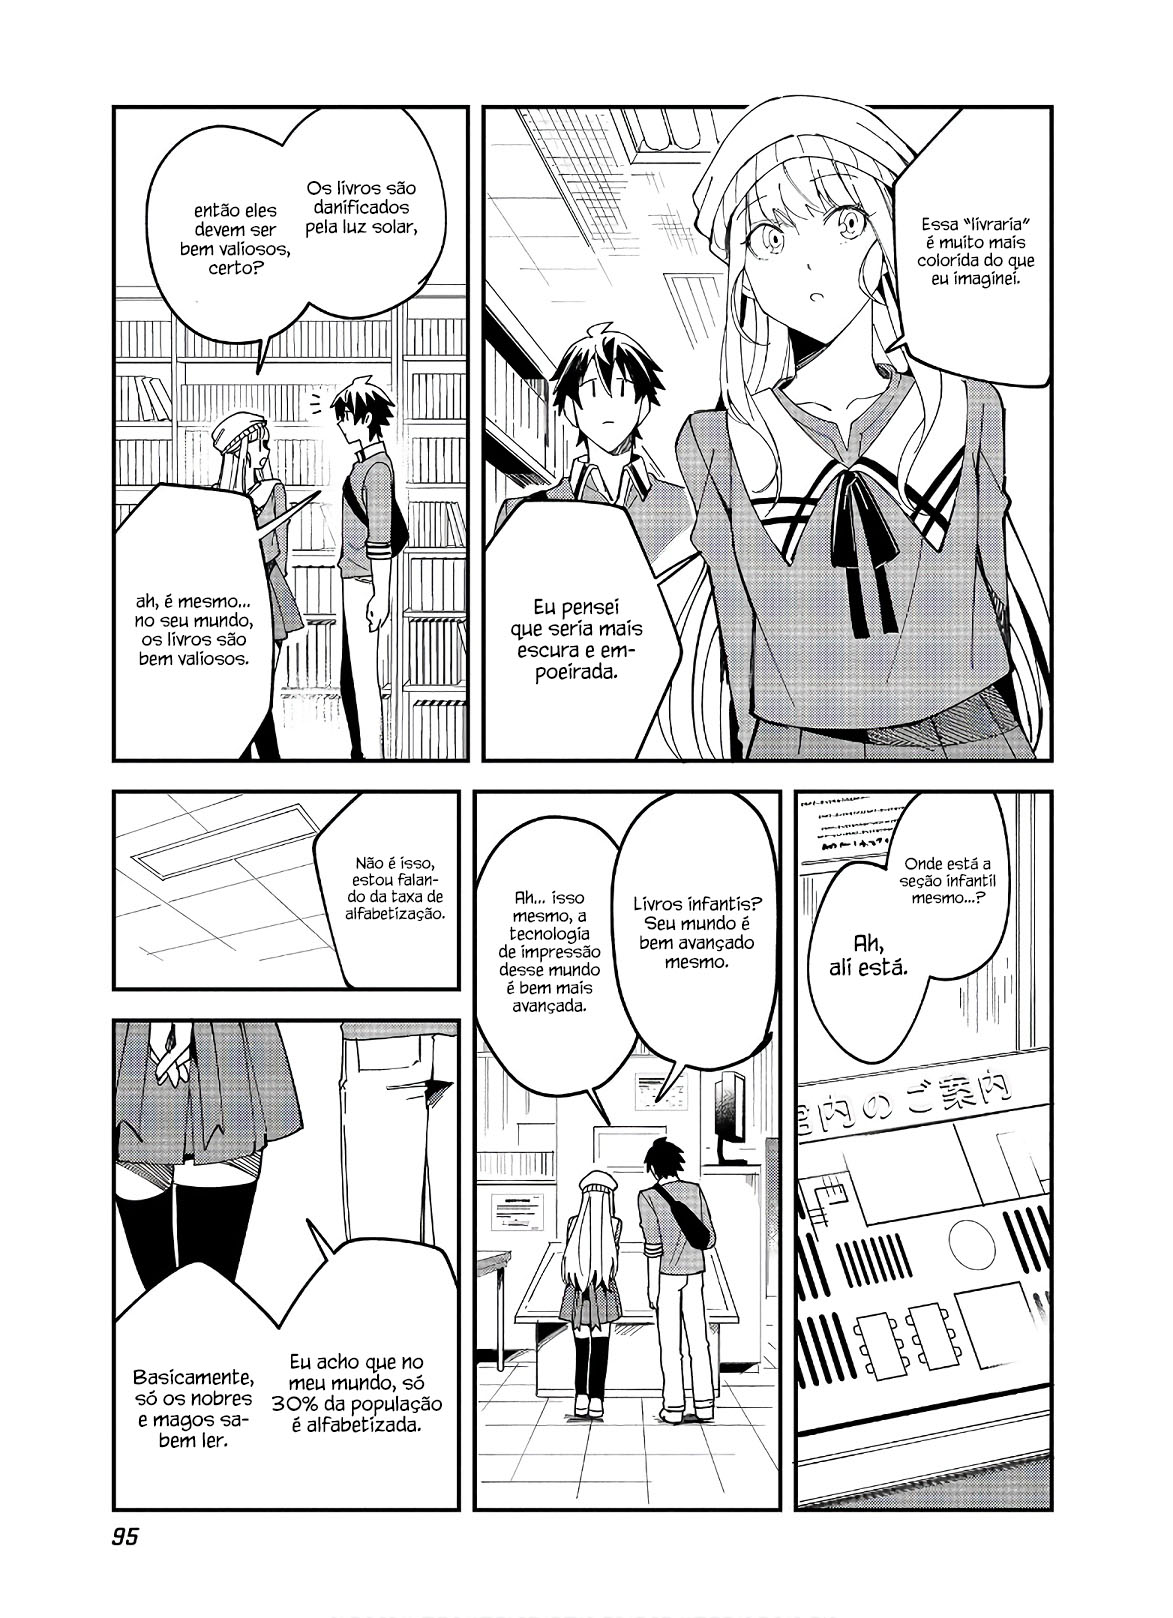 Essa "livraria"
é muito mais
colorida do que
eu imaginei.
Eu pensei
que seria mais
escura e em-
poeirada.
Os livros são
danificados
pela luz solar,
então eles
devem ser
bem valiosos,
certo?
ah, é mesmo...
no seu mundo,
os livros são
bem valiosos.
Onde está a
seção infantil
mesmo...?
Ah,
ali está.
館内のご案内
Livros infantis?
Seu mundo é
bem avançado
mesmo.
Ah... isso
mesmo, a
tecnologia
de impressão
desse mundo
é bem mais
avançada.
Não é isso,
estou falan-
do da taxa de
alfabetização.
Eu acho que no
meu mundo, só
30% da população
é alfabetizada.
Basicamente,
só os nobres
e magos sa-
bem ler.
95